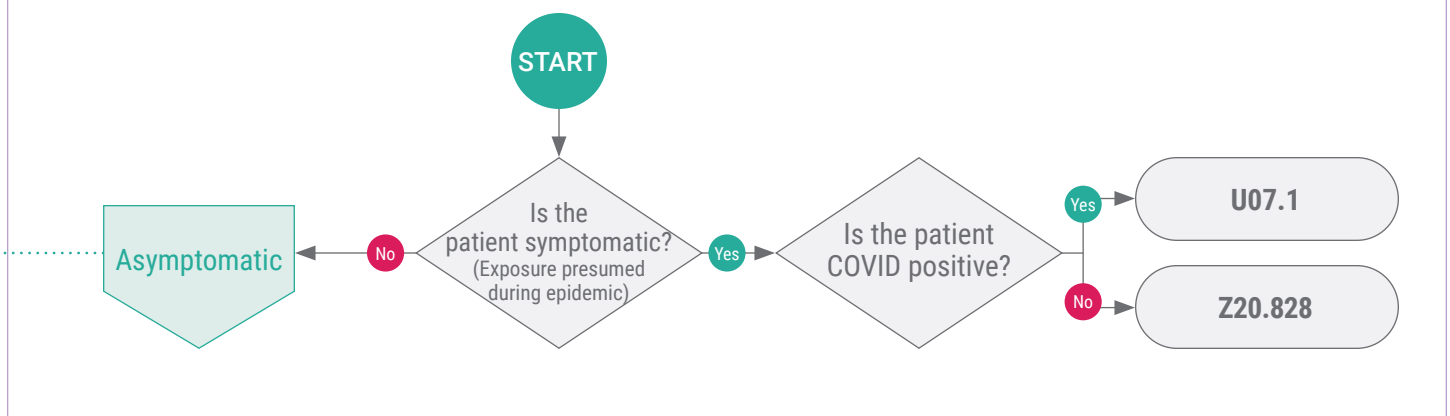 START
Is the
patient symptomatic?
(Exposure presumed
during epidemic)
Asymptomatic
No
Yes
Is the patient
COVID positive?
Yes
U07.1
No
Z20.828